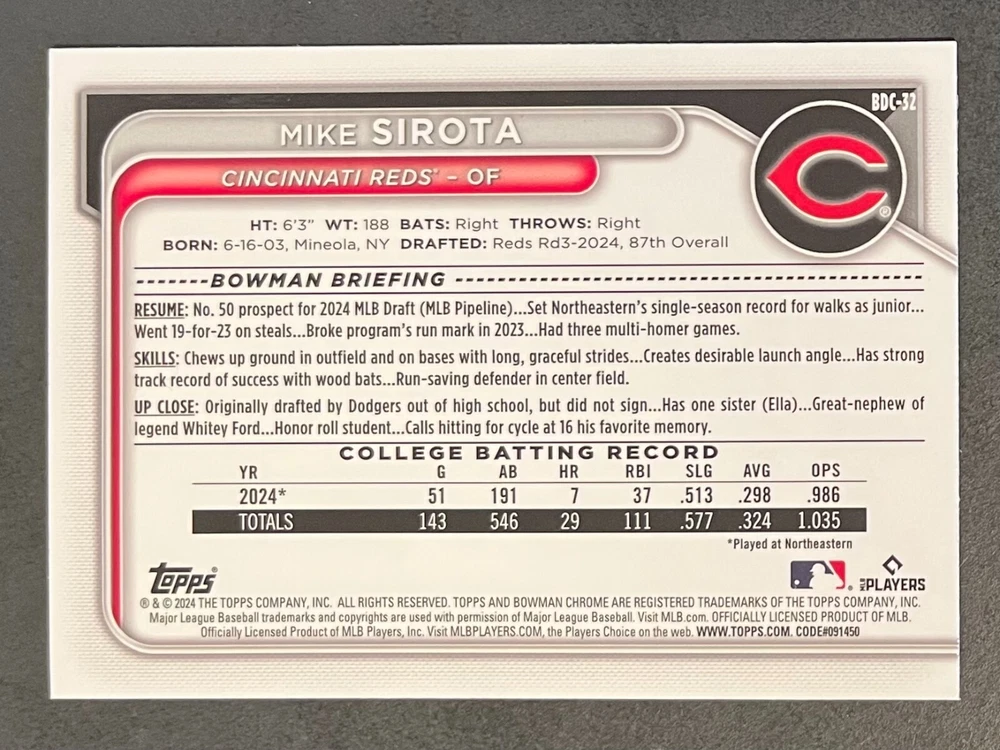 BDC-32
MIKE SIROTA
CINCINNATI REDS® – OF
HT: 6'3" WT: 188 BATS: Right THROWS: Right
BORN: 6-16-03, Mineola, NY DRAFTED: Reds Rd3-2024, 87th Overall
BOWMAN BRIEFING
RESUME: No. 50 prospect for 2024 MLB Draft (MLB Pipeline)...Set Northeastern's single-season record for walks as junior...
Went 19-for-23 on steals...Broke program's run mark in 2023...Had three multi-homer games.
SKILLS: Chews up ground in outfield and on bases with long, graceful strides...Creates desirable launch angle...Has strong
track record of success with wood bats...Run-saving defender in center field.
UP CLOSE: Originally drafted by Dodgers out of high school, but did not sign...Has one sister (Ella)...Great-nephew of
legend Whitey Ford...Honor roll student...Calls hitting for cycle at 16 his favorite memory.
COLLEGE BATTING RECORD
YR G AB HR RBI SLG AVG OPS
2024* 51 191 7 37 .513 .298 .986
TOTALS 143 546 29 111 .577 .324 1.035
*Played at Northeastern
TOPPS®
MLB PLAYERS
® & © 2024 THE TOPPS COMPANY, INC. ALL RIGHTS RESERVED. TOPPS AND BOWMAN CHROME ARE REGISTERED TRADEMARKS OF THE TOPPS COMPANY, INC.
Major League Baseball trademarks and copyrights are used with permission of Major League Baseball. Visit MLB.com. OFFICIALLY LICENSED PRODUCT OF MLB.
Officially Licensed Product of MLB Players, Inc. Visit MLBPLAYERS.COM, the Players Choice on the web. WWW.TOPPS.COM. CODE#091450